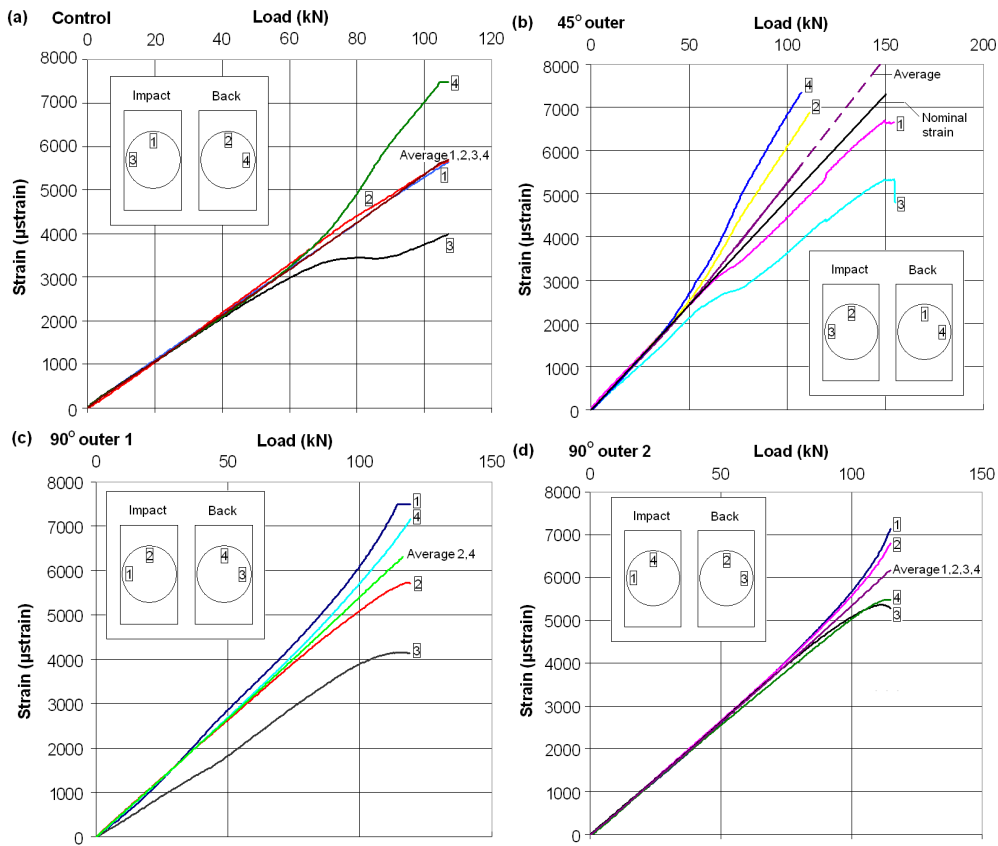 (a) Control
Load (kN)
0 20 40 60 80 100 120
Strain (µstrain)
8000
7000
6000
5000
4000
3000
2000
1000
0
Impact Back
1 1
3 4
4
Average 1,2,3,4
1
2
3
(b) 45° outer
Load (kN)
0 50 100 150 200
Strain (µstrain)
8000
7000
6000
5000
4000
3000
2000
1000
0
Average
4
2
Nominal
strain
1
3
Impact Back
2 1
3 4
(c) 90° outer 1
Load (kN)
0 50 100 150
Strain (µstrain)
8000
7000
6000
5000
4000
3000
2000
1000
0
Impact Back
2 4
1 3
1
4
Average 2,4
2
3
(d) 90° outer 2
Load (kN)
0 50 100 150
Strain (µstrain)
8000
7000
6000
5000
4000
3000
2000
1000
0
Impact Back
4 2
1 3
1
2
Average 1,2,3,4
4
3